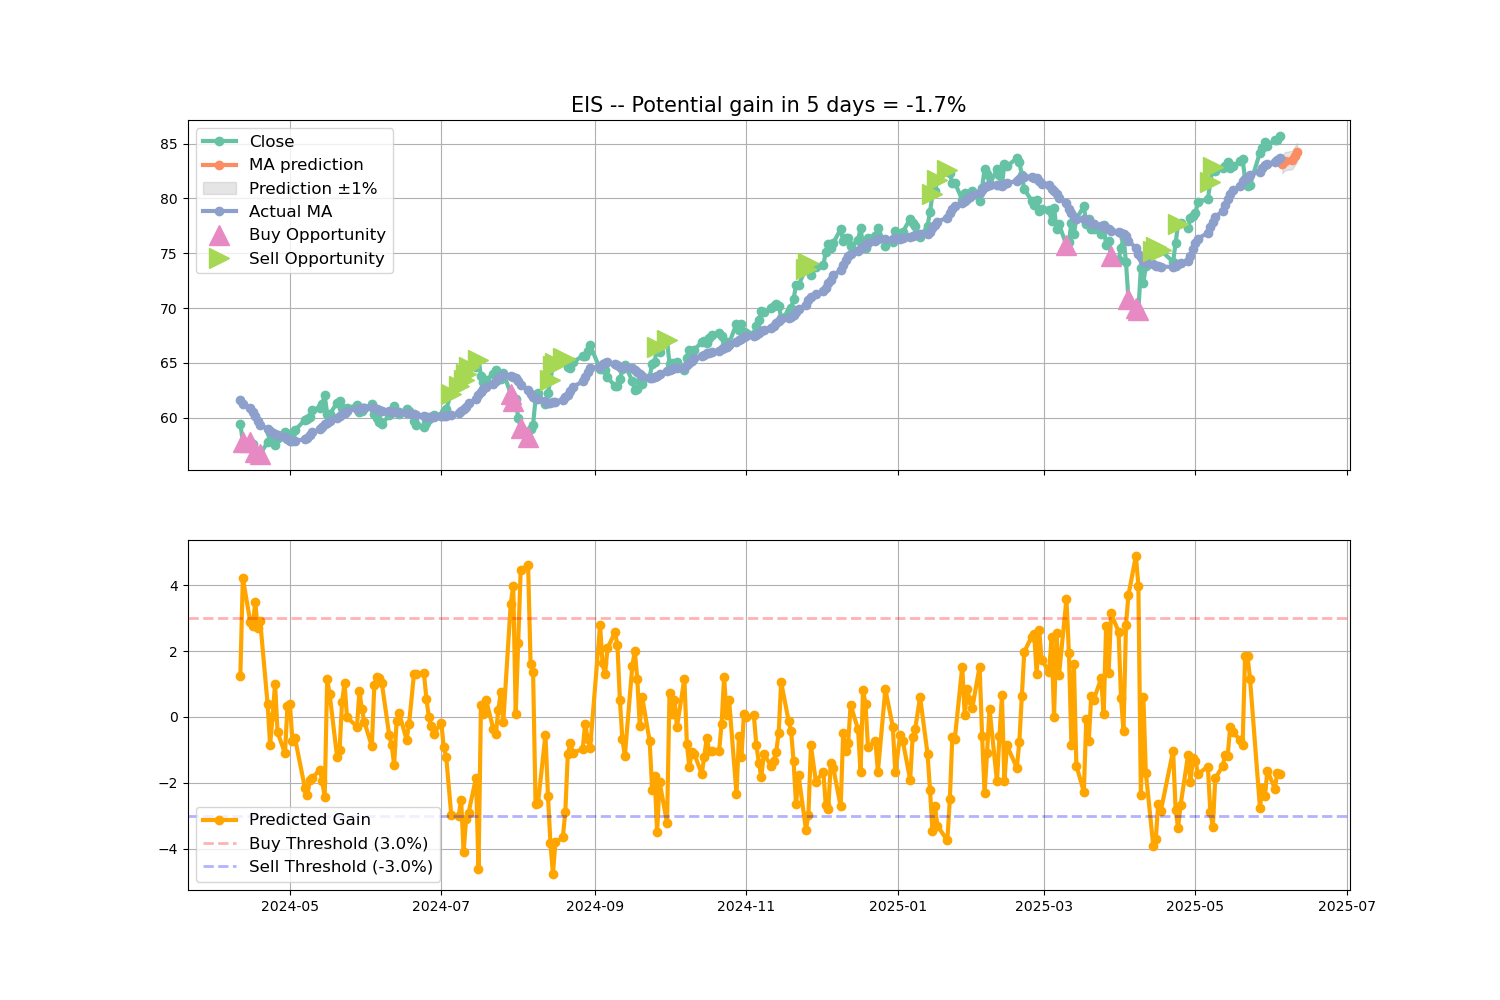 EIS -- Potential gain in 5 days = -1.7%
85
80
75
70
65
60
Close
MA prediction
Prediction ±1%
Actual MA
Buy Opportunity
Sell Opportunity
4
2
0
−2
−4
Predicted Gain
Buy Threshold (3.0%)
Sell Threshold (-3.0%)
2024-05
2024-07
2024-09
2024-11
2025-01
2025-03
2025-05
2025-07